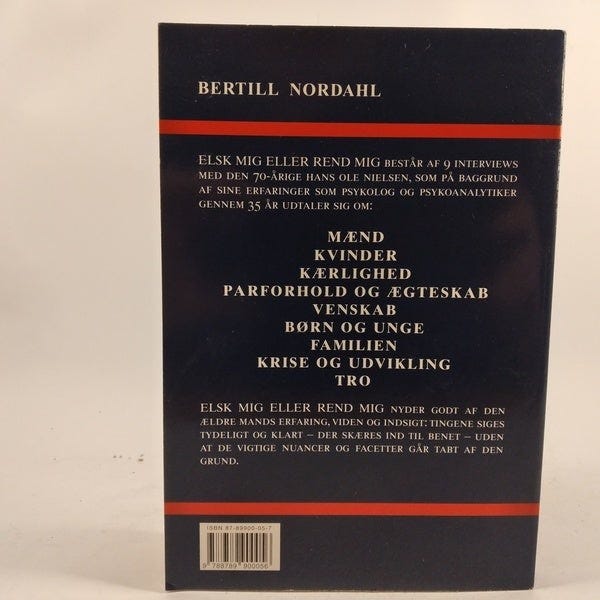 BERTILL NORDAHL
ELSK MIG ELLER REND MIG BESTÅR AF 9 INTERVIEWS
MED DEN 70-ÅRIGE HANS OLE NIELSEN, SOM PÅ BAGGRUND
AF SINE ERFARINGER SOM PSYKOLOG OG PSYKOANALYTIKER
GENNEM 35 ÅR UDTALER SIG OM:
MÆND
KVINDER
KÆRLIGHED
PARFORHOLD OG ÆGTESKAB
VENSKAB
BØRN OG UNGE
FAMILIEN
KRISE OG UDVIKLING
TRO
ELSK MIG ELLER REND MIG NYDER GODT AF DEN
ÆLDRE MANDS ERFARING, VIDEN OG INDSIGT: TINGENE SIGES
TYDELIGT OG KLART – DER SKÆRES IND TIL BENET – UDEN
AT DE VIGTIGE NUANCER OG FACETTER GÅR TABT AF DEN
GRUND.
ISBN 87-89900-05-7
9 788789 900056